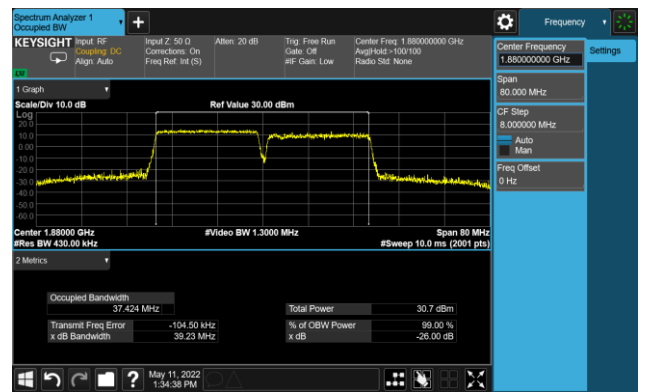 Spectrum Analyzer 1
Occupied BW
Frequency
KEYSIGHT
Input: RF
Coupling: DC
Align: Auto
Input Z: 50 Ω
Corrections: On
Freq Ref: Int (S)
Atten: 20 dB
Trig: Free Run
Gate: Off
#IF Gain: Low
Center Freq: 1.880000000 GHz
Avg|Hold:>100/100
Radio Std: None
1 Graph
Scale/Div 10.0 dB
Ref Value 30.00 dBm
Log
20.0
10.0
0.00
-10.0
-20.0
-30.0
-40.0
-50.0
-60.0
Center 1.88000 GHz
#Video BW 1.3000 MHz
Span 80 MHz
#Res BW 430.00 kHz
#Sweep 10.0 ms (2001 pts)
2 Metrics
Occupied Bandwidth
37.424 MHz
Total Power 30.7 dBm
Transmit Freq Error -104.50 kHz
% of OBW Power 99.00 %
x dB Bandwidth 39.23 MHz
x dB -26.00 dB
Center Frequency
1.880000000 GHz
Settings
Span
80.000 MHz
CF Step
8.000000 MHz
Auto
Man
Freq Offset
0 Hz
?
May 11, 2022
1:34:38 PM